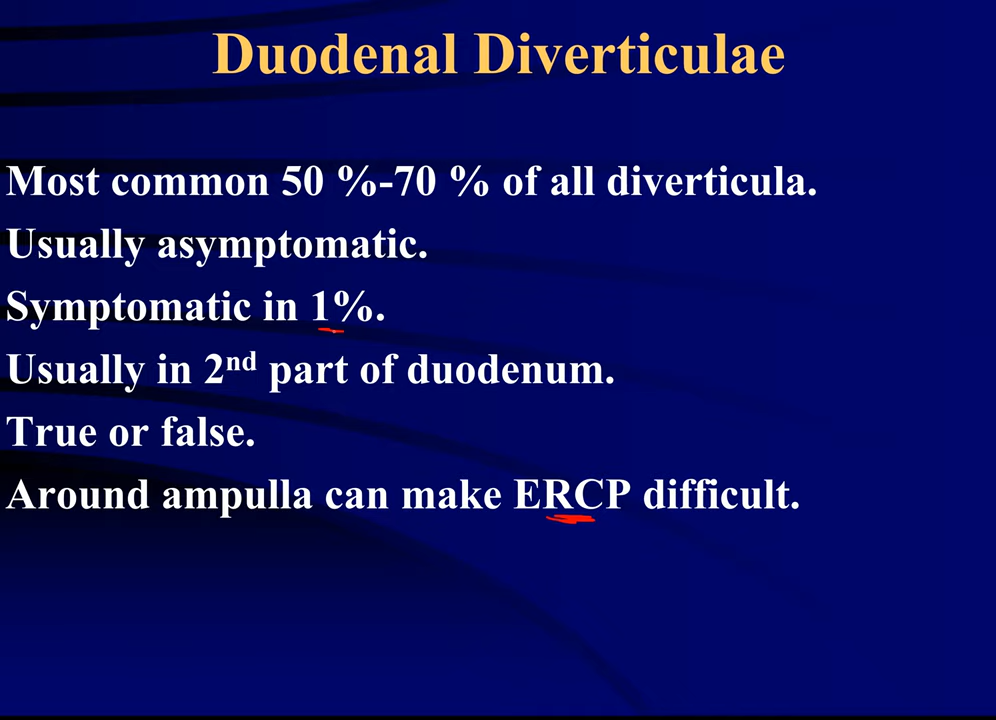 Duodenal Diverticulae
Most common 50 %-70 % of all diverticula.
Usually asymptomatic.
Symptomatic in 1%.
Usually in 2nd part of duodenum.
True or false.
Around ampulla can make ERCP difficult.